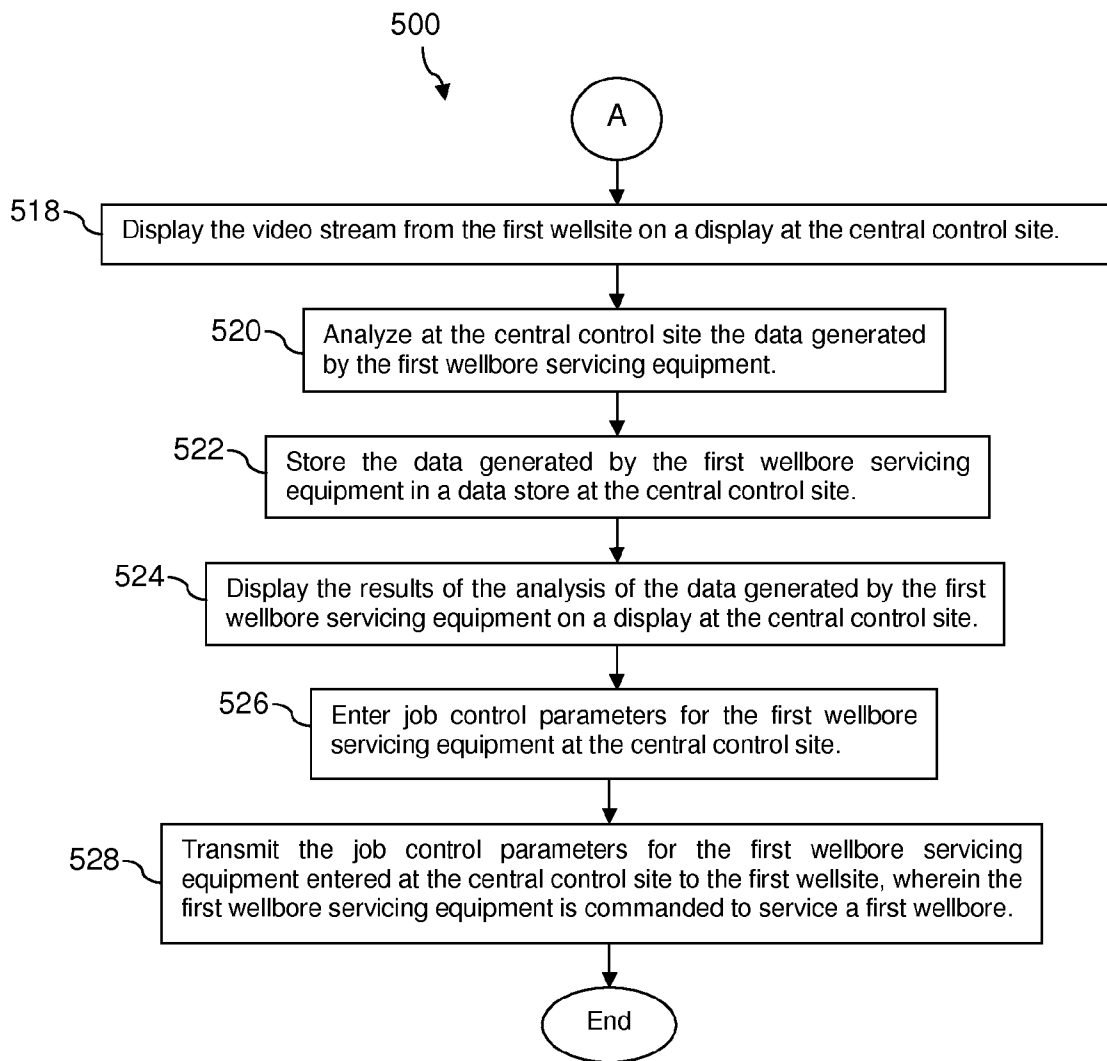 500
A
518
Display the video stream from the first wellsite on a display at the central control site.
520
Analyze at the central control site the data generated
by the first wellbore servicing equipment.
522
Store the data generated by the first wellbore servicing
equipment in a data store at the central control site.
524
Display the results of the analysis of the data generated by the first
wellbore servicing equipment on a display at the central control site.
526
Enter job control parameters for the first wellbore
servicing equipment at the central control site.
528
Transmit the job control parameters for the first wellbore servicing
equipment entered at the central control site to the first wellsite, wherein the
first wellbore servicing equipment is commanded to service a first wellbore.
End